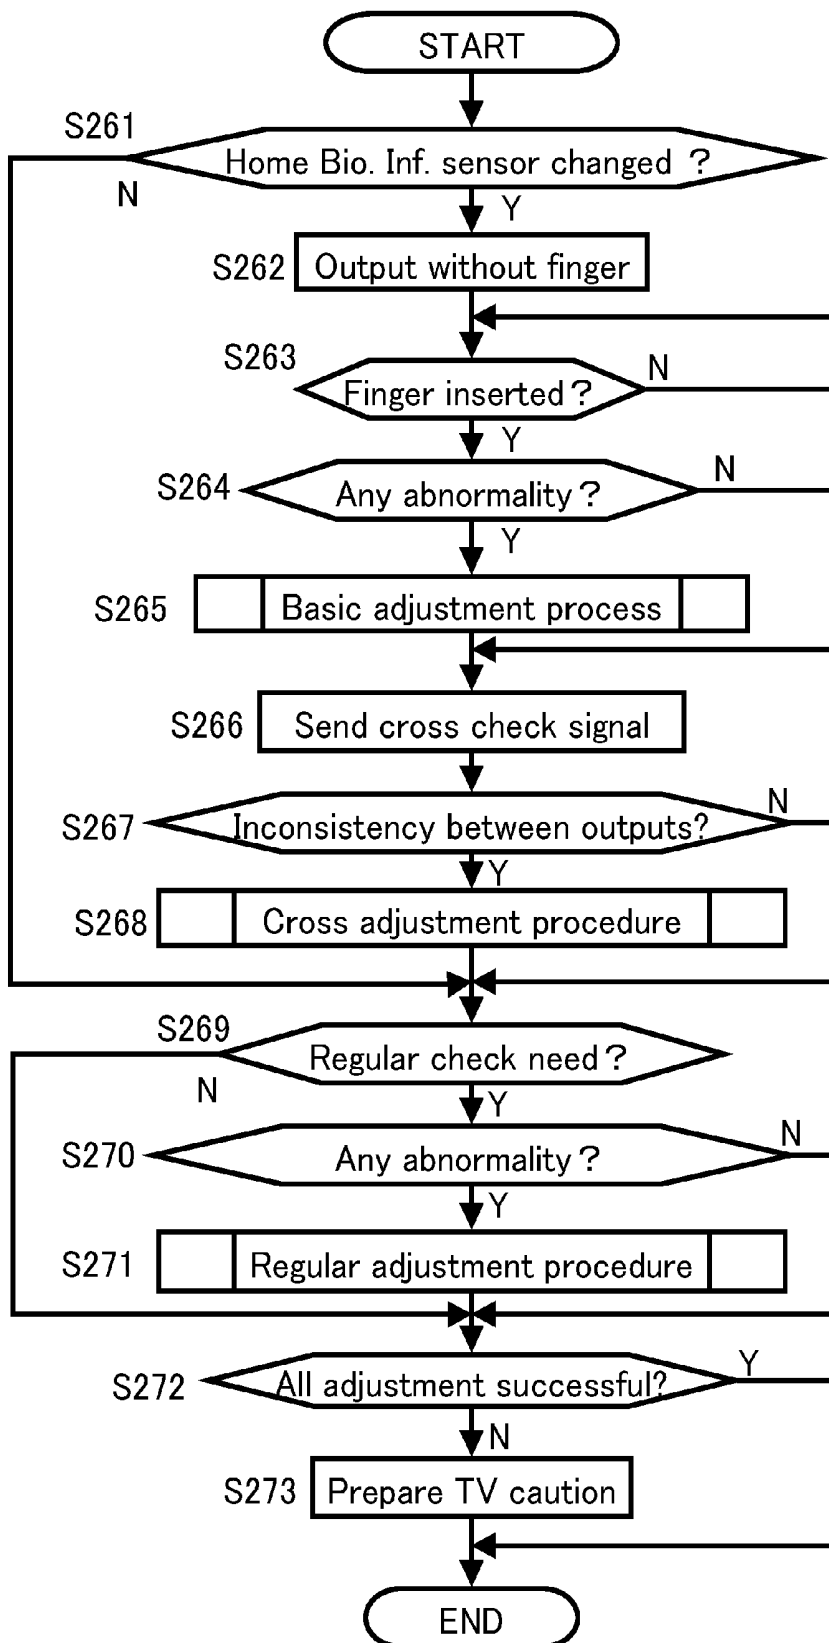 START
S261
Home Bio. Inf. sensor changed ?
N
Y
S262
Output without finger
S263
Finger inserted?
N
Y
S264
Any abnormality?
N
Y
S265
Basic adjustment process
S266
Send cross check signal
S267
Inconsistency between outputs?
N
Y
S268
Cross adjustment procedure
S269
Regular check need?
N
Y
S270
Any abnormality?
N
Y
S271
Regular adjustment procedure
S272
All adjustment successful?
Y
N
S273
Prepare TV caution
END